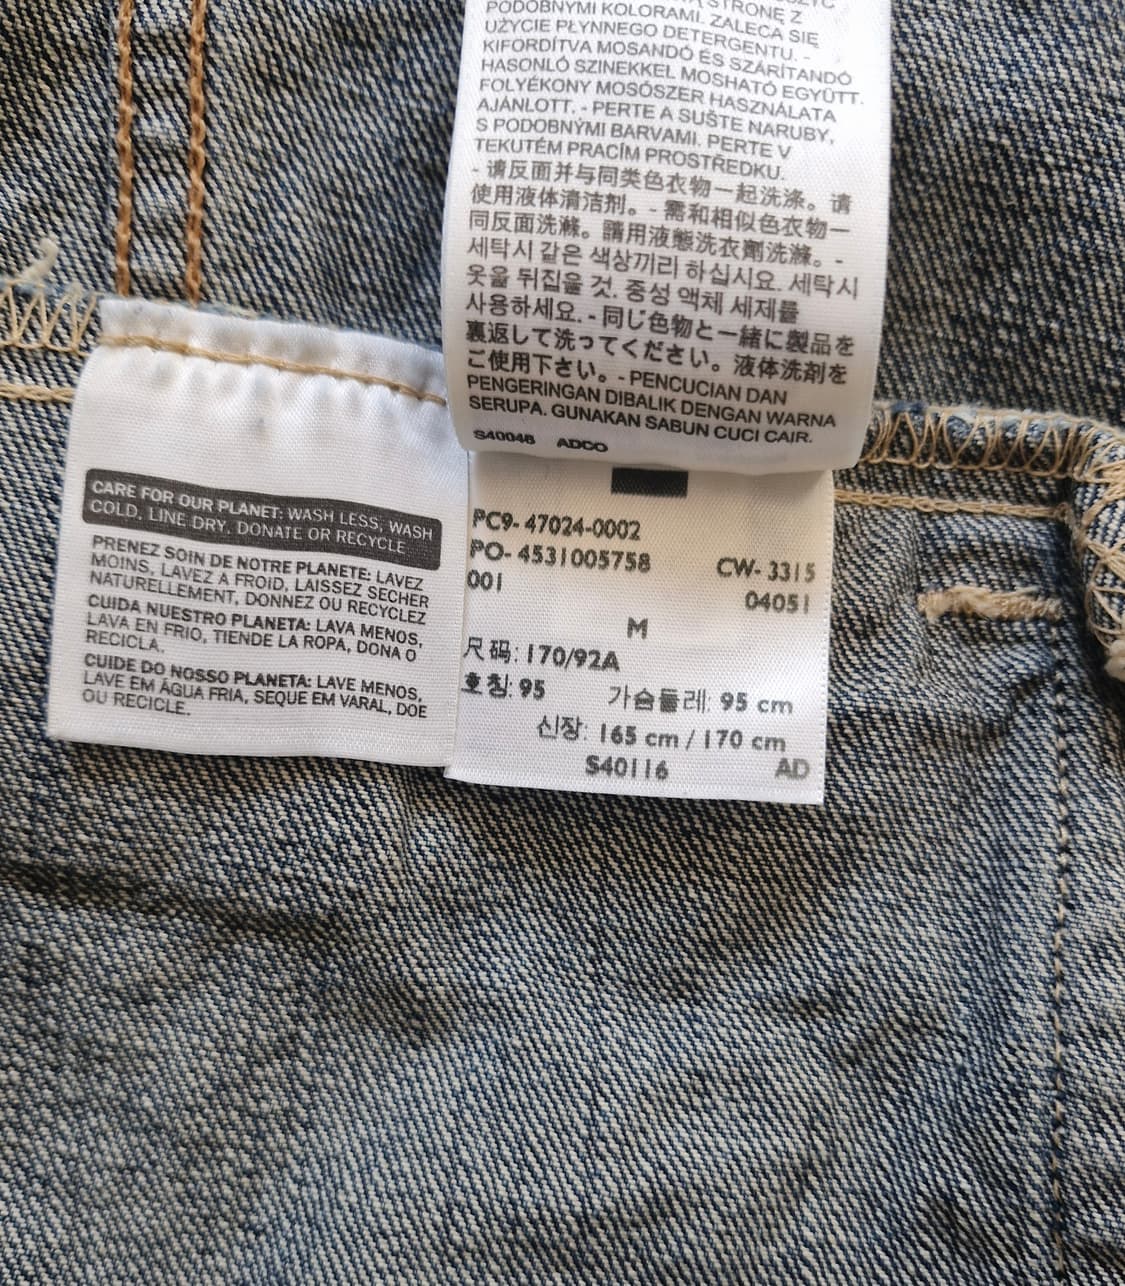 STRONĘ Z
PODOBNYMI KOLORAMI. ZALECA SIĘ
UŻYCIE PŁYNNEGO DETERGENTU. -
KIFORDÍTVA MOSANDÓ ÉS SZÁRÍTANDÓ
HASONLÓ SZINEKKEL MOSHATÓ EGYÜTT.
FOLYÉKONY MOSÓSZER HASZNÁLATA
AJÁNLOTT. - PERTE A SUŠTE NARUBY,
S PODOBNÝMI BARVAMI. PERTE V
TEKUTÉM PRACÍM PROSTŘEDKU.
- 请反面并与同类色衣物一起洗涤。请
使用液体清洁剂。- 需和相似色衣物一
同反面洗滌。請用液態洗衣劑洗滌。-
세탁시 같은 색상끼리 하십시요. 세탁시
옷을 뒤집을 것. 중성 액체 세제를
사용하세요. - 同じ色物と一緒に製品を
裏返して洗ってください。液体洗剤を
ご使用下さい。- PENCUCIAN DAN
PENGERINGAN DIBALIK DENGAN WARNA
SERUPA. GUNAKAN SABUN CUCI CAIR.
S40046 ADCO
CARE FOR OUR PLANET: WASH LESS, WASH
COLD, LINE DRY, DONATE OR RECYCLE
PRENEZ SOIN DE NOTRE PLANETE: LAVEZ
MOINS, LAVEZ A FROID, LAISSEZ SECHER
NATURELLEMENT, DONNEZ OU RECYCLEZ
CUIDA NUESTRO PLANETA: LAVA MENOS,
LAVA EN FRIO, TIENDE LA ROPA, DONA O
RECICLA.
CUIDE DO NOSSO PLANETA: LAVE MENOS,
LAVE EM ÁGUA FRIA, SEQUE EM VARAL, DOE
OU RECICLE.
PC9- 47024-0002
PO- 4531005758 CW- 3315
001 04051
M
尺码: 170/92A
호칭: 95 가슴둘레: 95 cm
신장: 165 cm / 170 cm
S40116 AD